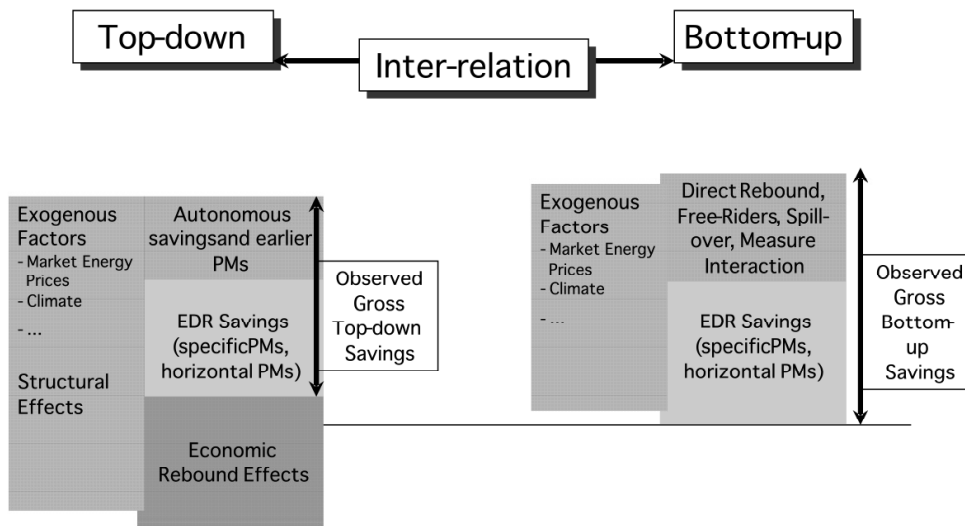 Top-down
Inter-relation
Bottom-up
Exogenous
Factors
- Market Energy
Prices
- Climate
- ...
Structural
Effects
Autonomous
savingsand earlier
PMs
EDR Savings
(specificPMs,
horizontal PMs)
Economic
Rebound Effects
Observed
Gross
Top-down
Savings
Exogenous
Factors
- Market Energy
Prices
- Climate
- ...
Direct Rebound,
Free-Riders, Spill-
over, Measure
Interaction
EDR Savings
(specificPMs,
horizontal PMs)
Observed
Gross
Bottom-
up
Savings